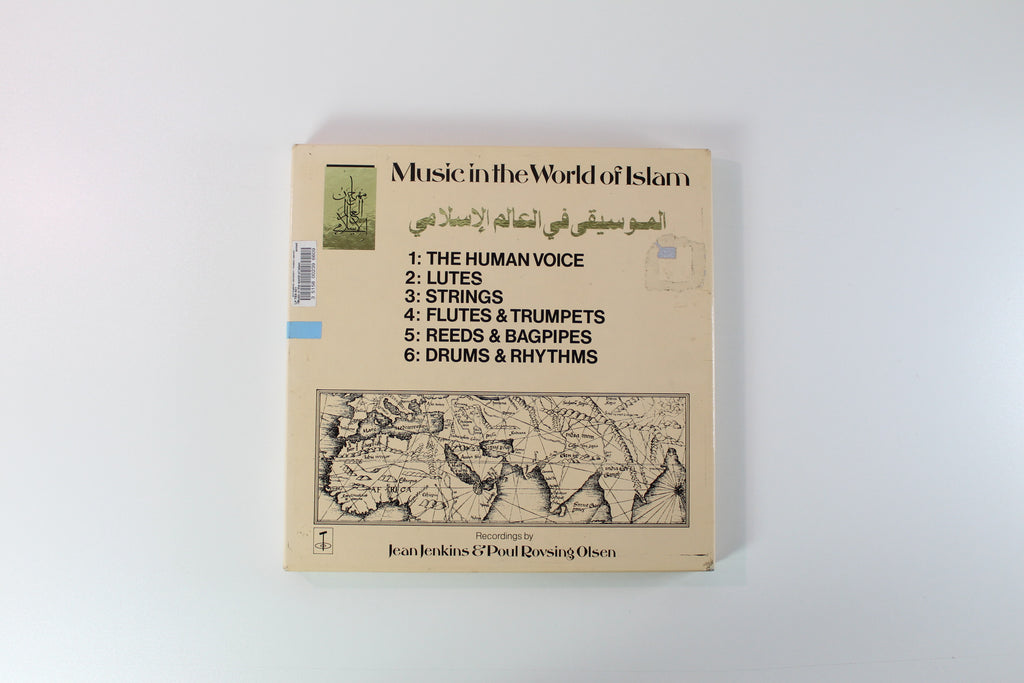 Music in the World of Islam
الموسيقى في العالم الإسلامي
1: THE HUMAN VOICE
2: LUTES
3: STRINGS
4: FLUTES & TRUMPETS
5: REEDS & BAGPIPES
6: DRUMS & RHYTHMS
AFRICA
Recordings by
Jean Jenkins & Poul Rovsing Olsen